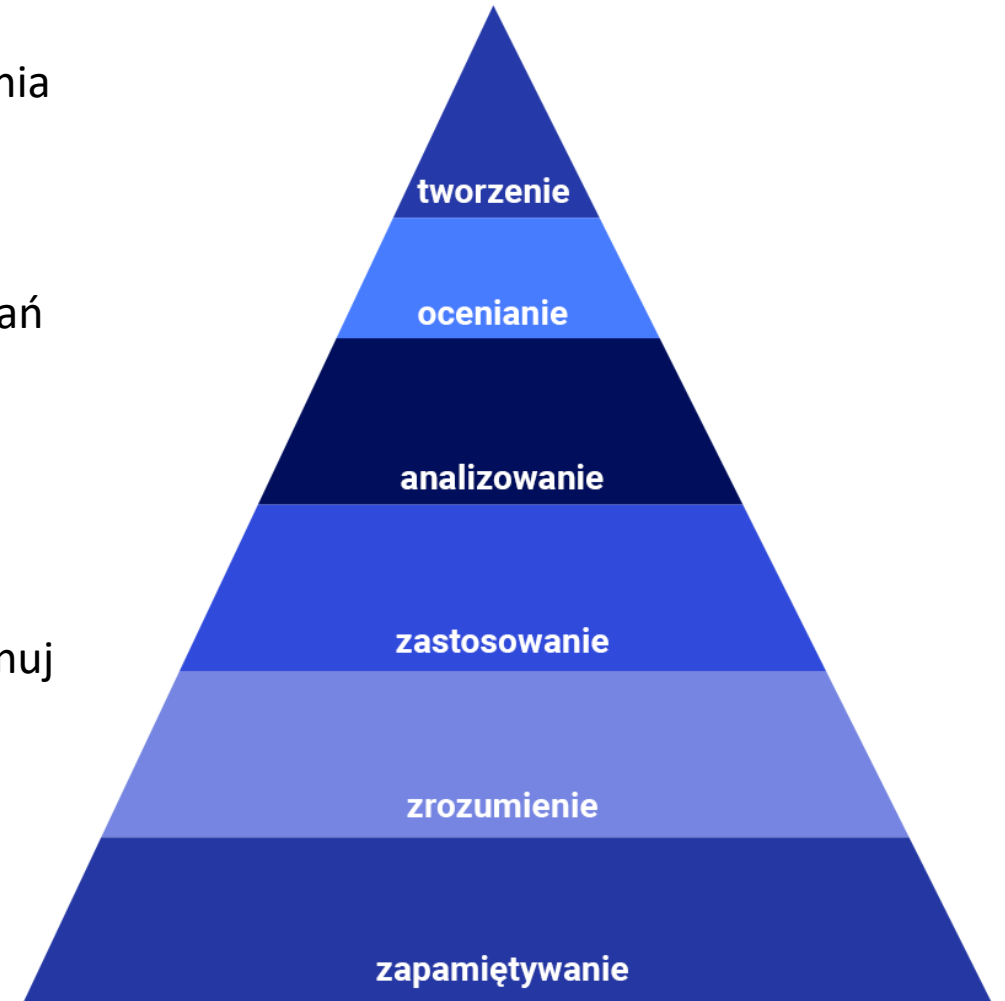 nia
tworzenie
ań
ocenianie
analizowanie
zastosowanie
nuj
zrozumienie
zapamiętywanie